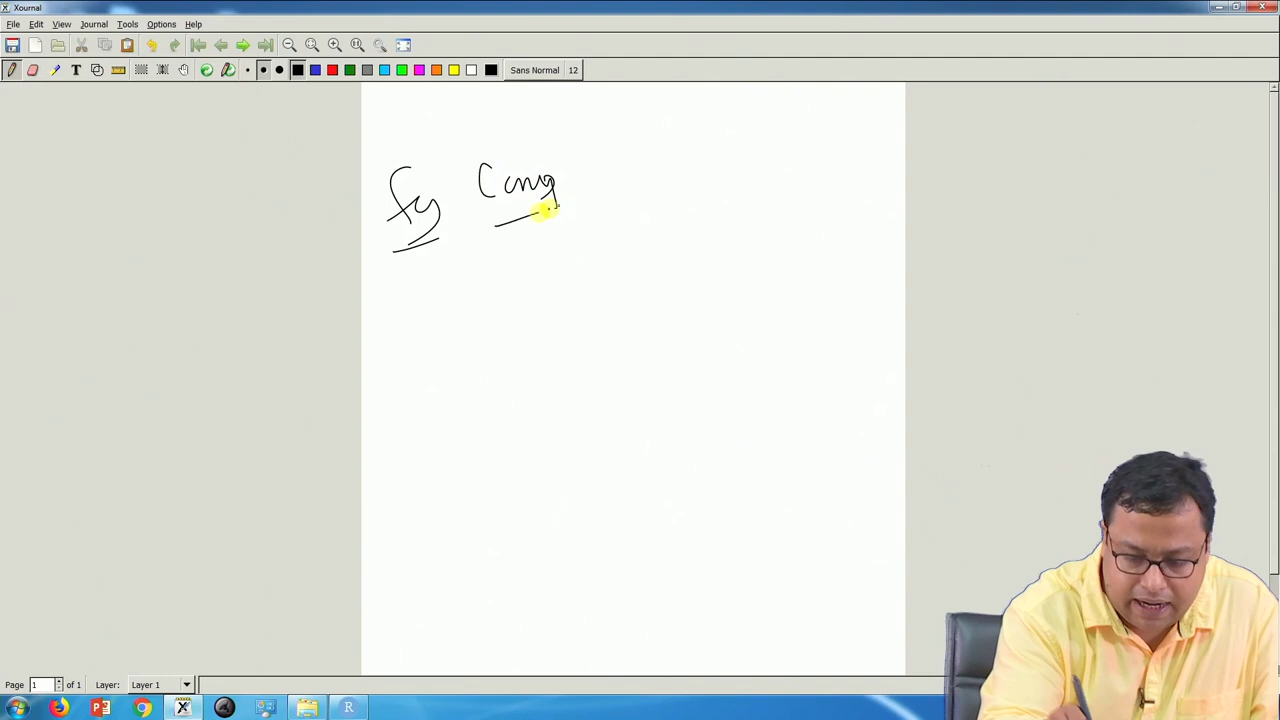 Xournal
File Edit View Journal Tools Options Help
T Sans Normal 12
Page 1 of 1 Layer: Layer 1
R